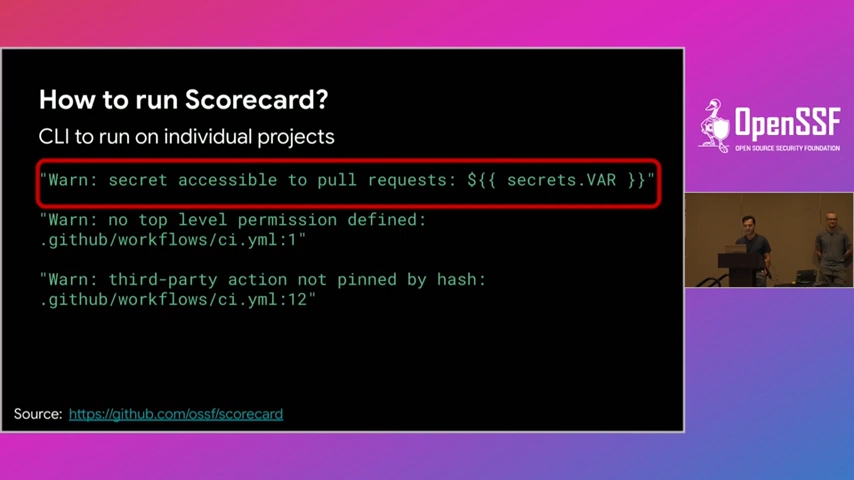 How to run Scorecard?
CLI to run on individual projects
"Warn: secret accessible to pull requests: ${{ secrets.VAR }}"
"Warn: no top level permission defined:
.github/workflows/ci.yml:1"
"Warn: third-party action not pinned by hash:
.github/workflows/ci.yml:12"
Source: https://github.com/ossf/scorecard
OpenSSF
OPEN SOURCE SECURITY FOUNDATION